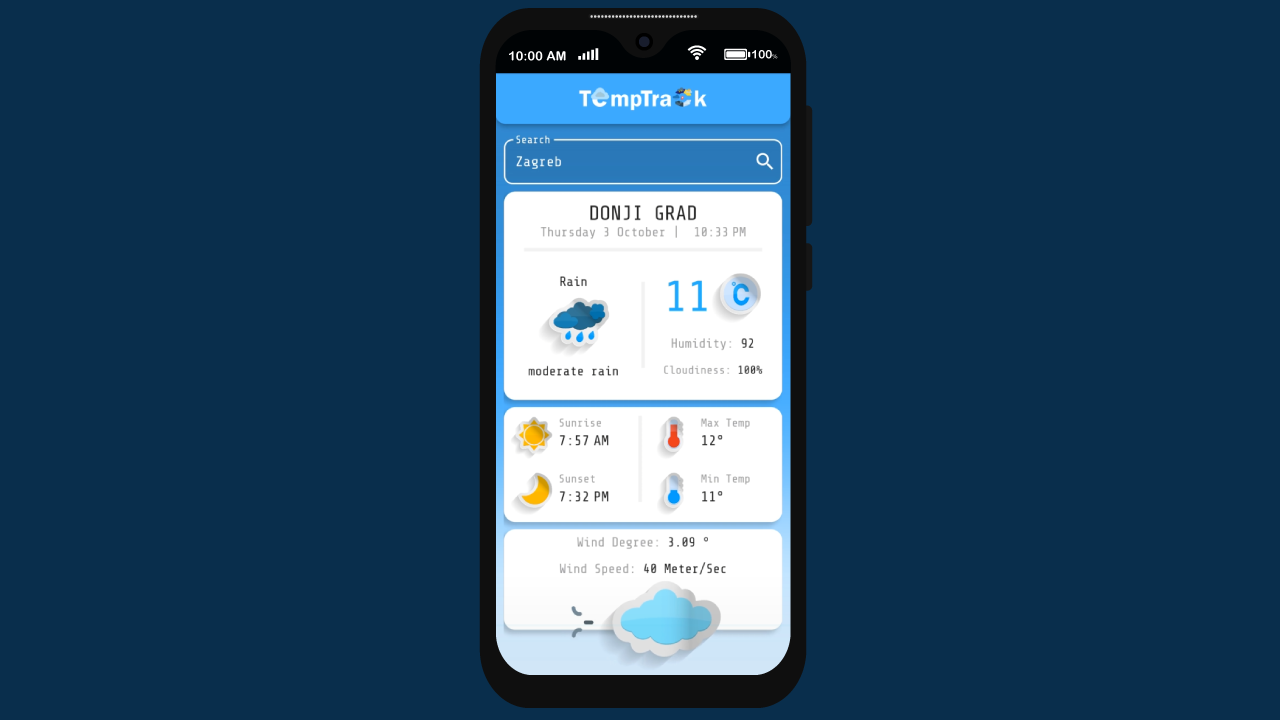 10:00 AM 100%
TempTrack
Search
Zagreb
DONJI GRAD
Thursday 3 October | 10:33 PM
Rain
11 °C
Humidity: 92
moderate rain
Cloudiness: 100%
Sunrise
7:57 AM
Max Temp
12°
Sunset
7:32 PM
Min Temp
11°
Wind Degree: 3.09 °
Wind Speed: 40 Meter/Sec